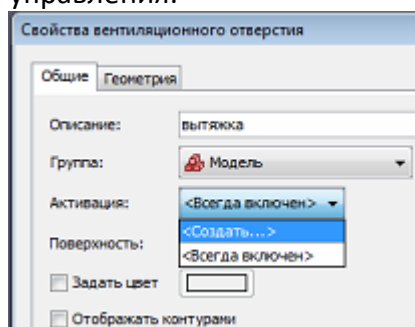 управления.
Свойства вентиляционного отверстия
Общие Геометрия
Описание: вытяжка
Группа: Модель
Активация: <Всегда включен>
<Создать...>
Поверхность: <Всегда включен>
Задать цвет
Отображать контурами